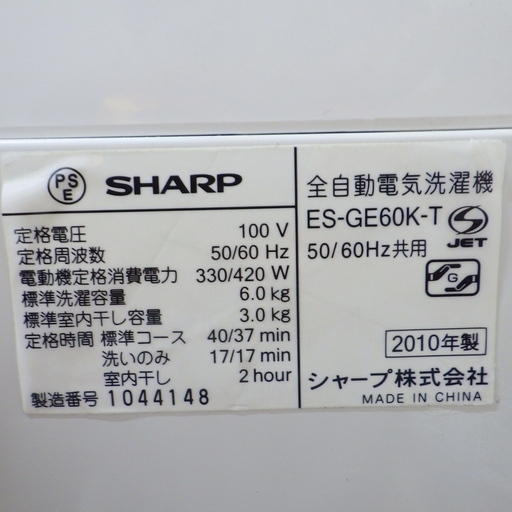 PSE SHARP
定格電圧 100 V
定格周波数 50/60 Hz
電動機定格消費電力 330/420 W
標準洗濯容量 6.0 kg
標準室内干し容量 3.0 kg
定格時間 標準コース 40/37 min
洗いのみ 17/17 min
室内干し 2 hour
製造番号 1044148
全自動電気洗濯機
ES-GE60K-T
JET
50/60Hz共用
G
2010年製
シャープ株式会社
MADE IN CHINA